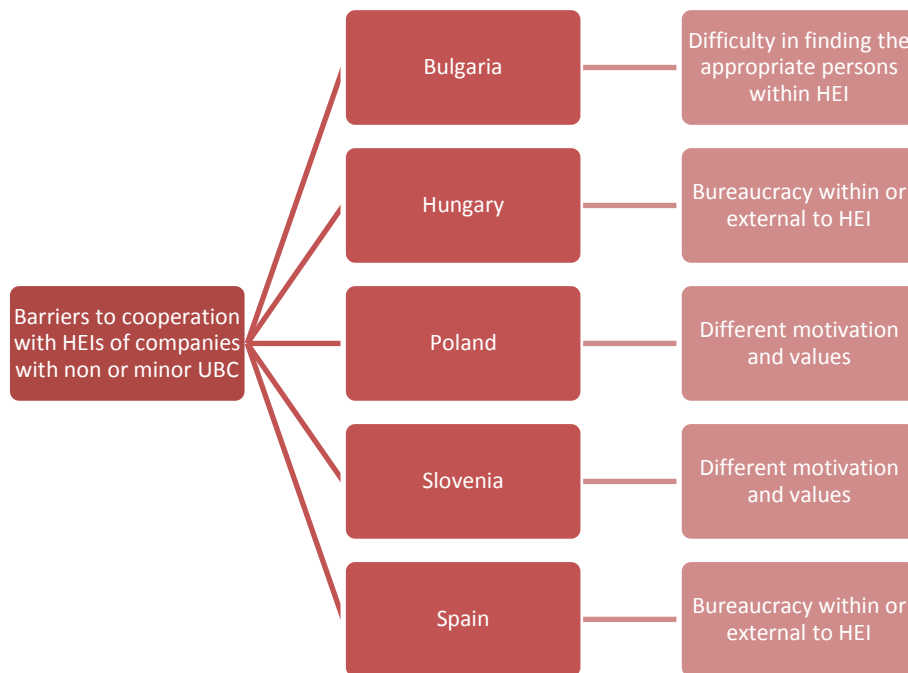 Barriers to cooperation
with HEIs of companies
with non or minor UBC
Bulgaria
Difficulty in finding the
appropriate persons
within HEI
Hungary
Bureaucracy within or
external to HEI
Poland
Different motivation
and values
Slovenia
Different motivation
and values
Spain
Bureaucracy within or
external to HEI